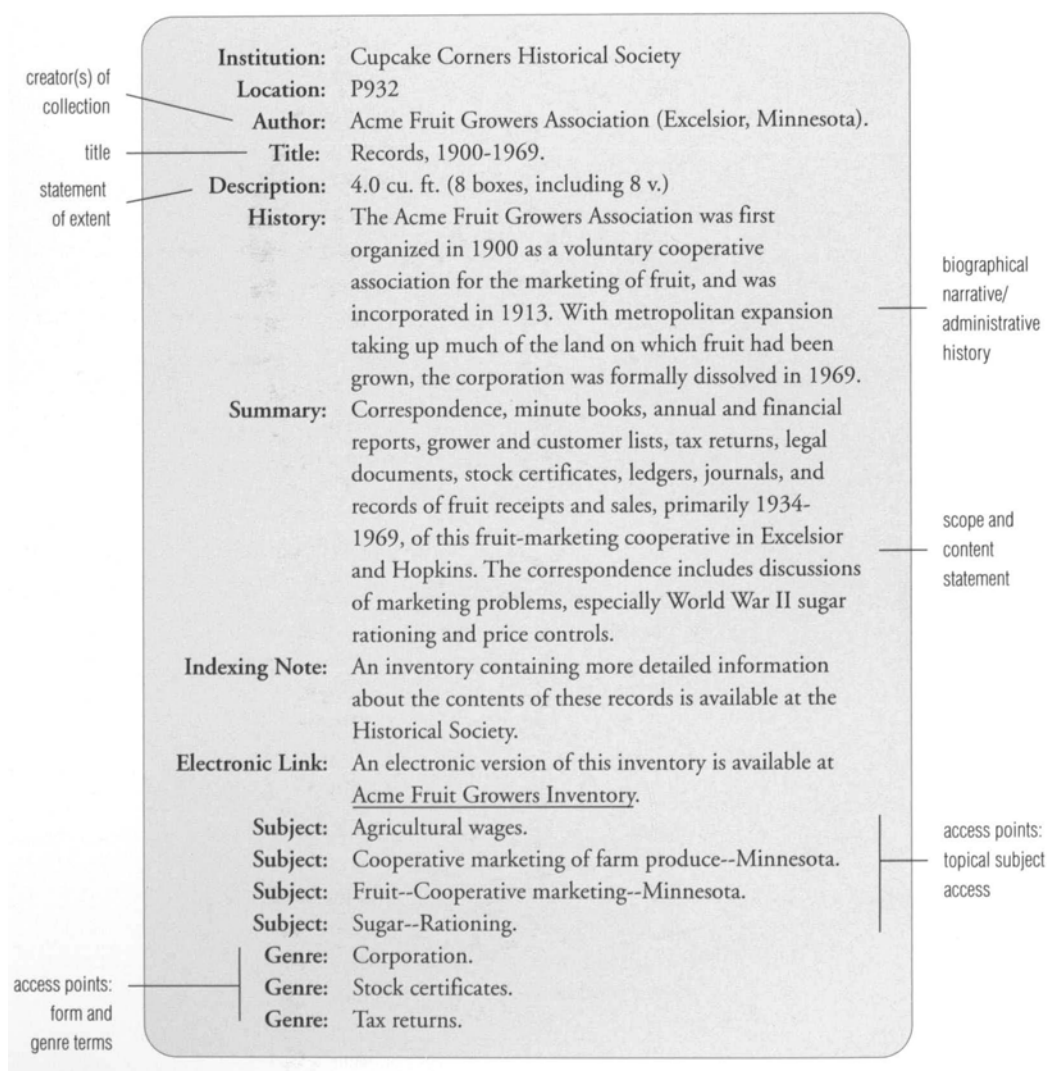 Institution: Cupcake Corners Historical Society
creator(s) of
collection
Location: P932
Author: Acme Fruit Growers Association (Excelsior, Minnesota).
title
Title: Records, 1900-1969.
statement
of extent
Description: 4.0 cu. ft. (8 boxes, including 8 v.)
History: The Acme Fruit Growers Association was first
organized in 1900 as a voluntary cooperative
association for the marketing of fruit, and was
incorporated in 1913. With metropolitan expansion
taking up much of the land on which fruit had been
grown, the corporation was formally dissolved in 1969.
biographical
narrative/
administrative
history
Summary: Correspondence, minute books, annual and financial
reports, grower and customer lists, tax returns, legal
documents, stock certificates, ledgers, journals, and
records of fruit receipts and sales, primarily 1934-
1969, of this fruit-marketing cooperative in Excelsior
and Hopkins. The correspondence includes discussions
of marketing problems, especially World War II sugar
rationing and price controls.
scope and
content
statement
Indexing Note: An inventory containing more detailed information
about the contents of these records is available at the
Historical Society.
Electronic Link: An electronic version of this inventory is available at
Acme Fruit Growers Inventory.
Subject: Agricultural wages.
Subject: Cooperative marketing of farm produce--Minnesota.
Subject: Fruit--Cooperative marketing--Minnesota.
Subject: Sugar--Rationing.
access points:
topical subject
access
Genre: Corporation.
Genre: Stock certificates.
Genre: Tax returns.
access points:
form and
genre terms